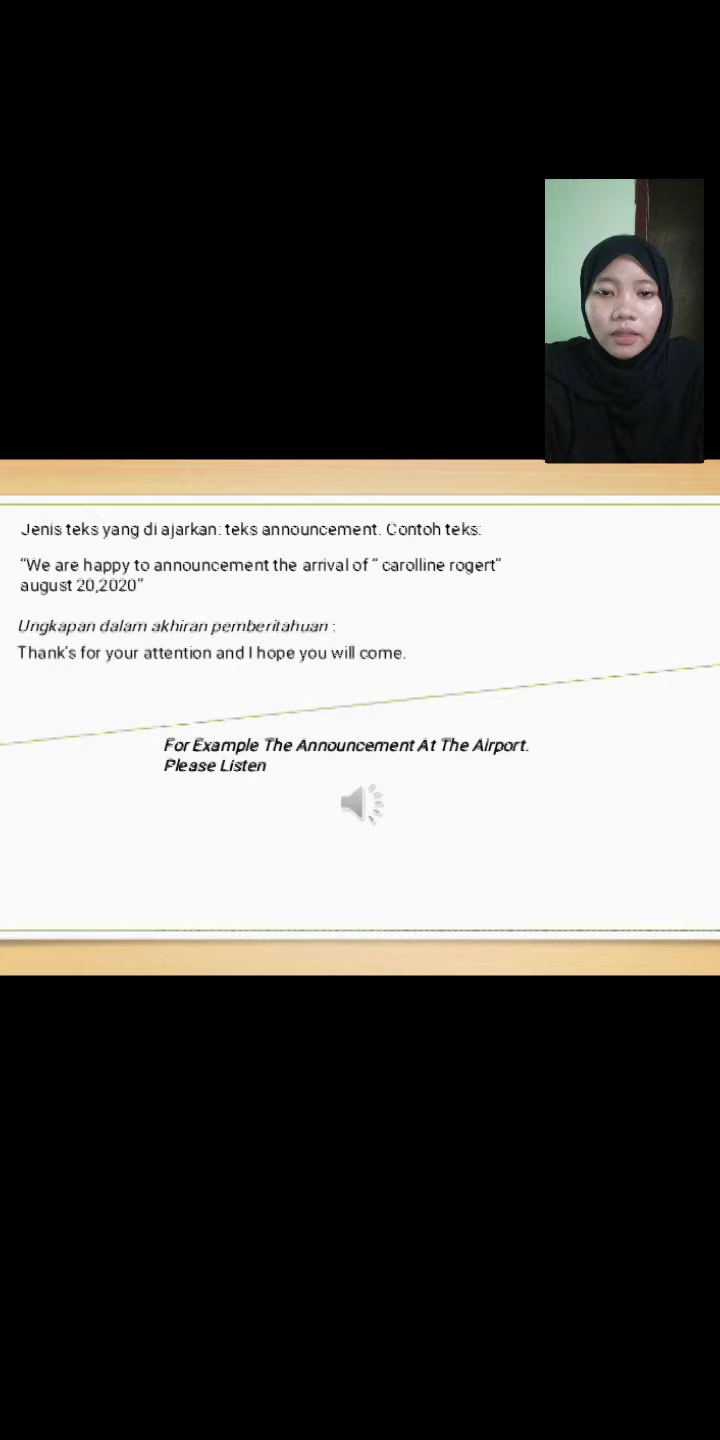 Jenis teks yang di ajarkan: teks announcement. Contoh teks:
“We are happy to announcement the arrival of “ carolline rogert”
august 20,2020”
Ungkapan dalam akhiran pemberitahuan :
Thank's for your attention and I hope you will come.
For Example The Announcement At The Airport.
Please Listen